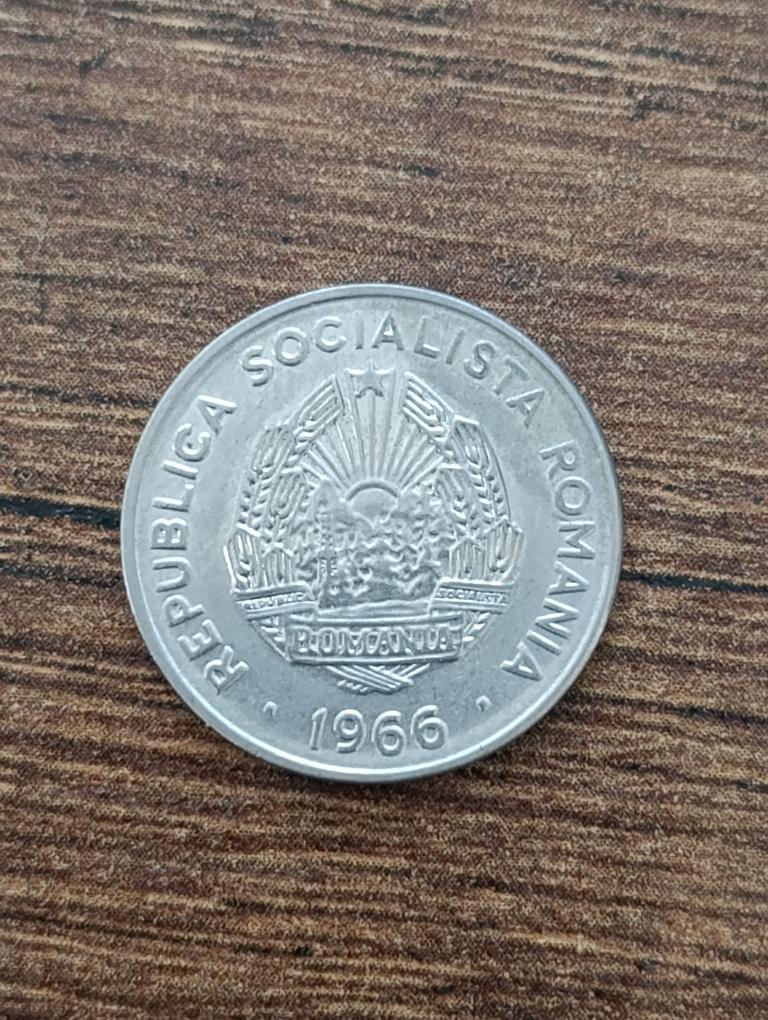 REPUBLICA SOCIALISTA ROMANIA
REPUBLICA
SOCIALISTA
ROMANIA
· 1966 ·